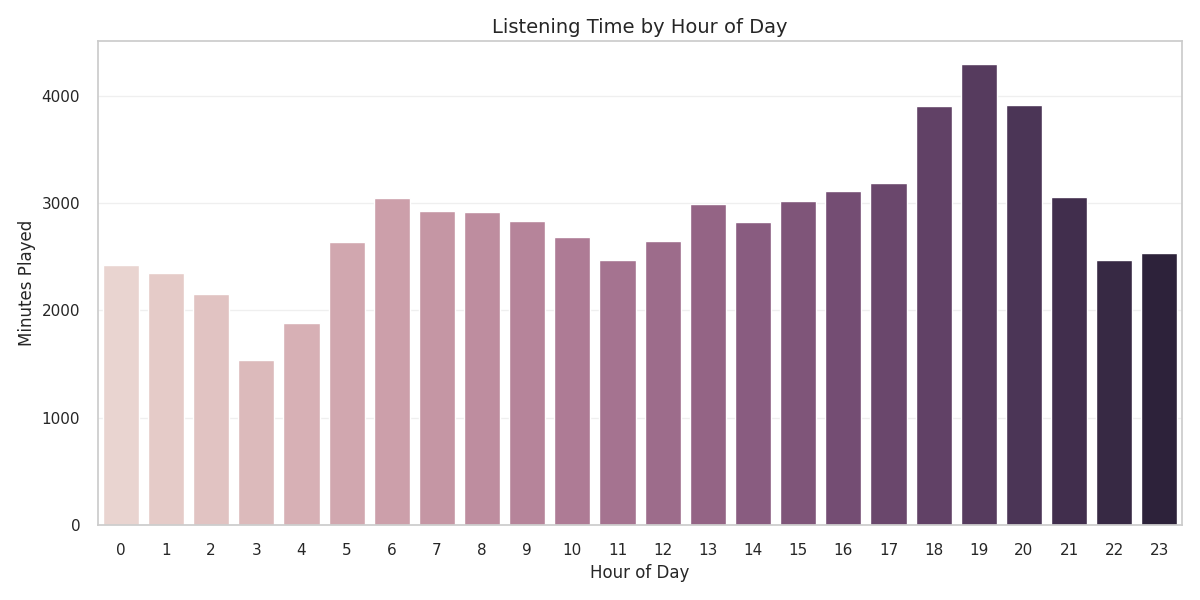 Listening Time by Hour of Day
Minutes Played
4000
3000
2000
1000
0
0 1 2 3 4 5 6 7 8 9 10 11 12 13 14 15 16 17 18 19 20 21 22 23
Hour of Day